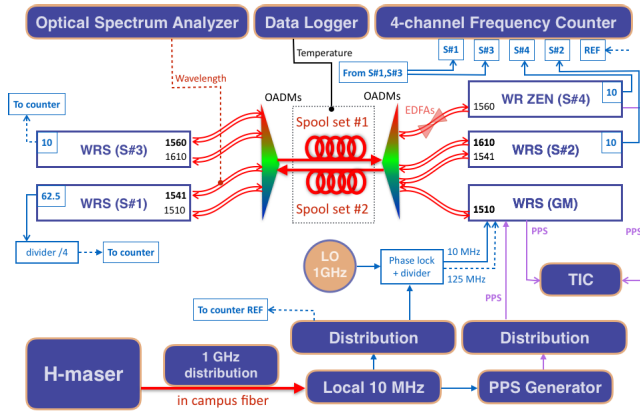 Optical Spectrum Analyzer
Data Logger
4-channel Frequency Counter
Temperature
S#1
S#3
S#4
S#2
REF
From S#1,S#3
Wavelength
OADMs
OADMs
EDFAs
To counter
10
WRS (S#3)
1560
1610
Spool set #1
Spool set #2
1560
WR ZEN (S#4)
10
1610
1541
WRS (S#2)
10
62.5
WRS (S#1)
1541
1510
1510
WRS (GM)
divider /4
To counter
LO
1GHz
Phase lock
+ divider
10 MHz
125 MHz
PPS
PPS
PPS
PPS
TIC
To counter REF
Distribution
Distribution
H-maser
1 GHz
distribution
in campus fiber
Local 10 MHz
PPS Generator